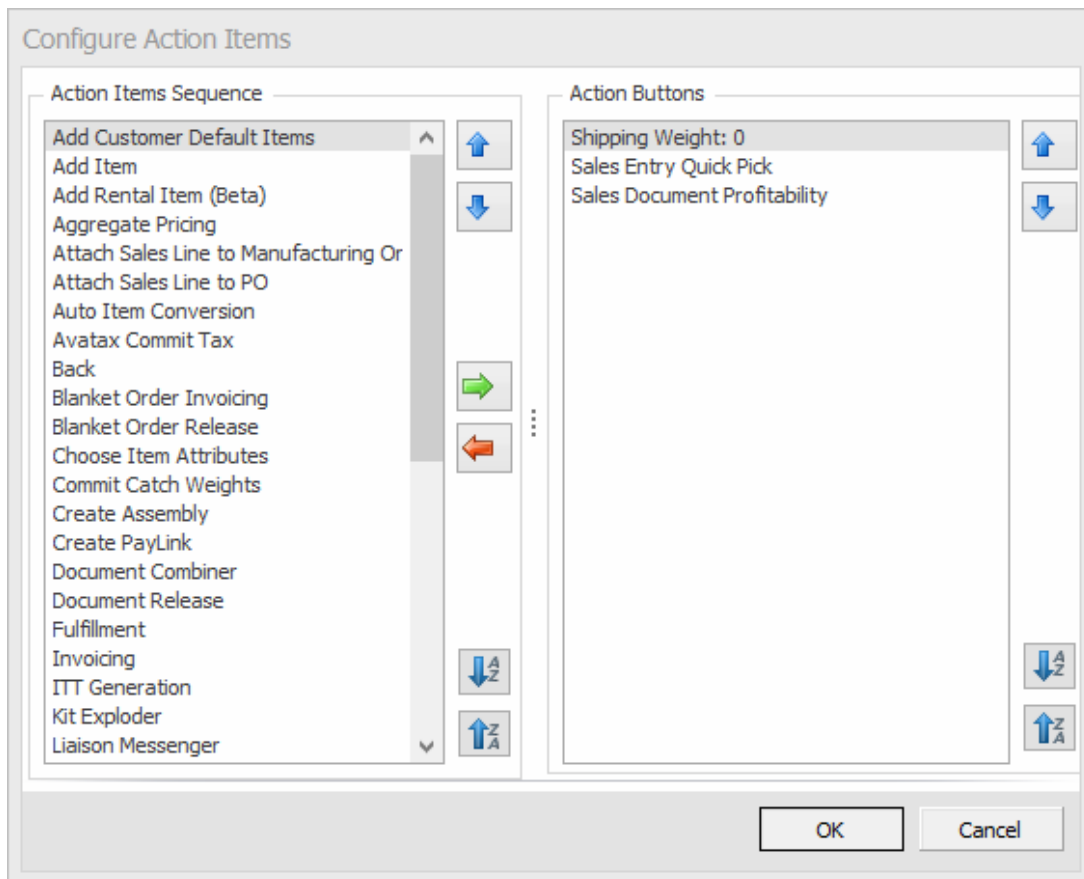 Configure Action Items
Action Items Sequence
Add Customer Default Items
Add Item
Add Rental Item (Beta)
Aggregate Pricing
Attach Sales Line to Manufacturing Or
Attach Sales Line to PO
Auto Item Conversion
Avatax Commit Tax
Back
Blanket Order Invoicing
Blanket Order Release
Choose Item Attributes
Commit Catch Weights
Create Assembly
Create PayLink
Document Combiner
Document Release
Fulfillment
Invoicing
ITT Generation
Kit Exploder
Liaison Messenger
A
Z
Z
A
Action Buttons
Shipping Weight: 0
Sales Entry Quick Pick
Sales Document Profitability
A
Z
Z
A
OK
Cancel